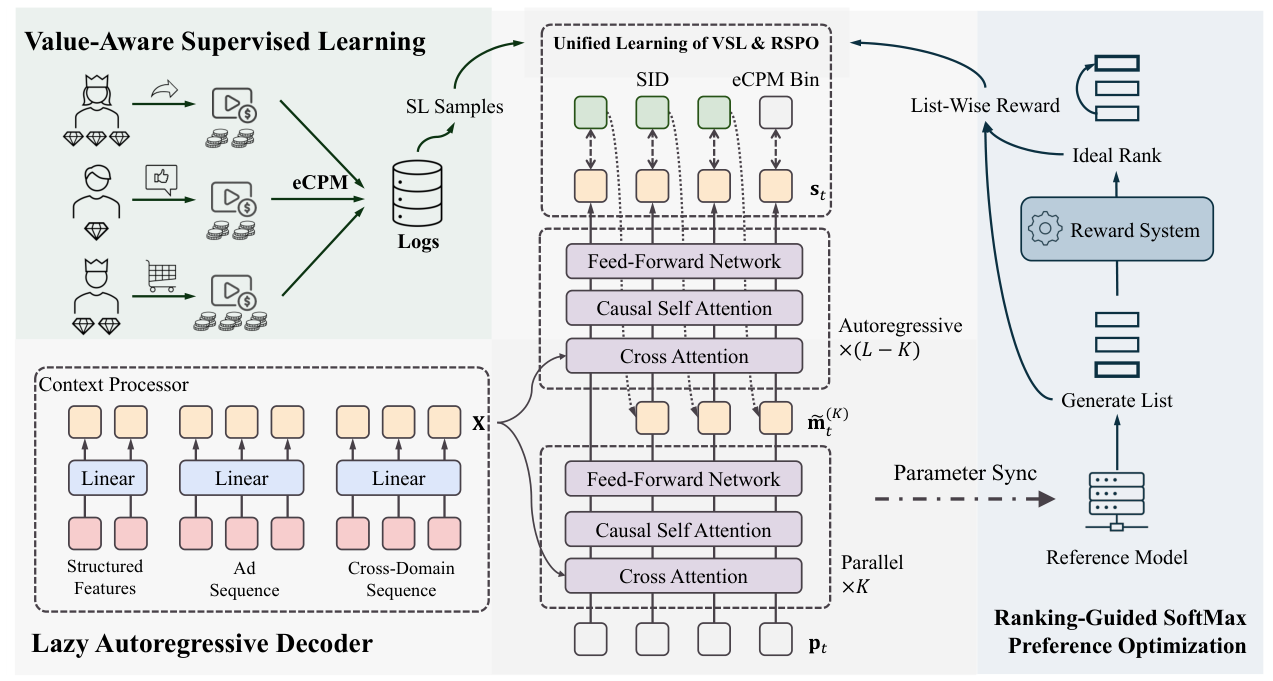 Value-Aware Supervised Learning
eCPM
Logs
SL Samples
Unified Learning of VSL & RSPO
SID
eCPM Bin
s_t
Feed-Forward Network
Causal Self Attention
Cross Attention
Autoregressive
×(L − K)
m̃_t^(K)
Feed-Forward Network
Causal Self Attention
Cross Attention
Parallel
×K
p_t
Context Processor
X
Linear
Linear
Linear
Structured
Features
Ad
Sequence
Cross-Domain
Sequence
Lazy Autoregressive Decoder
List-Wise Reward
Ideal Rank
Reward System
Generate List
Parameter Sync
Reference Model
Ranking-Guided SoftMax
Preference Optimization